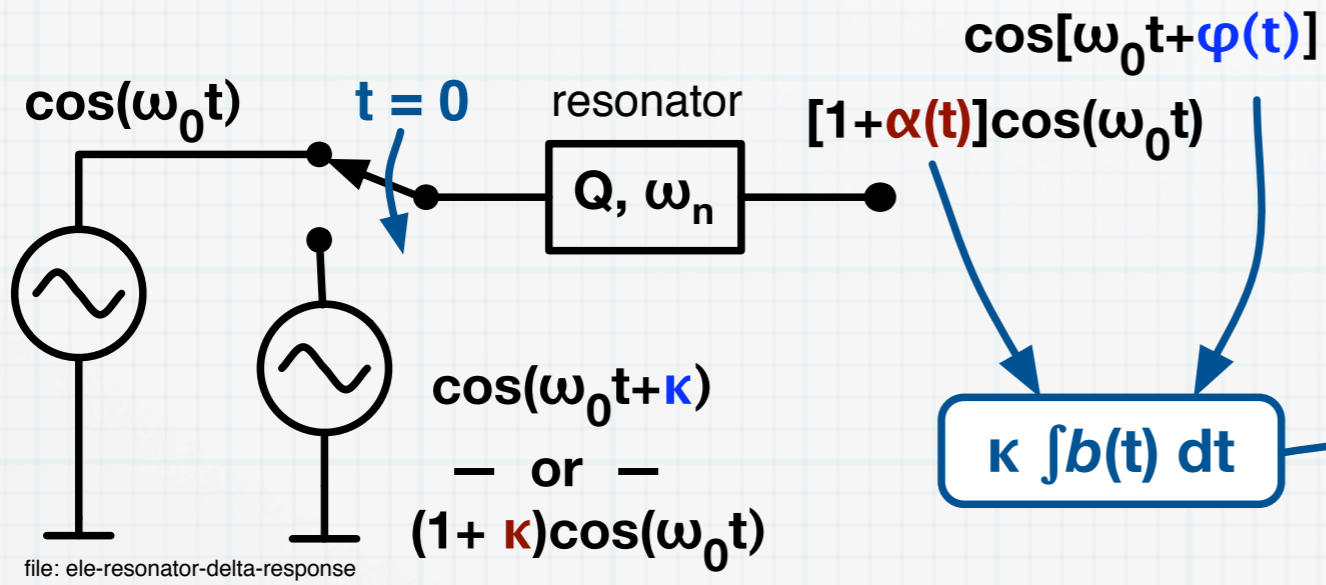 cos[ω₀t+φ(t)]
cos(ω₀t)
t = 0
resonator
[1+α(t)]cos(ω₀t)
Q, ωₙ
cos(ω₀t+κ)
— or —
(1+ κ)cos(ω₀t)
κ ∫b(t) dt
file: ele-resonator-delta-response